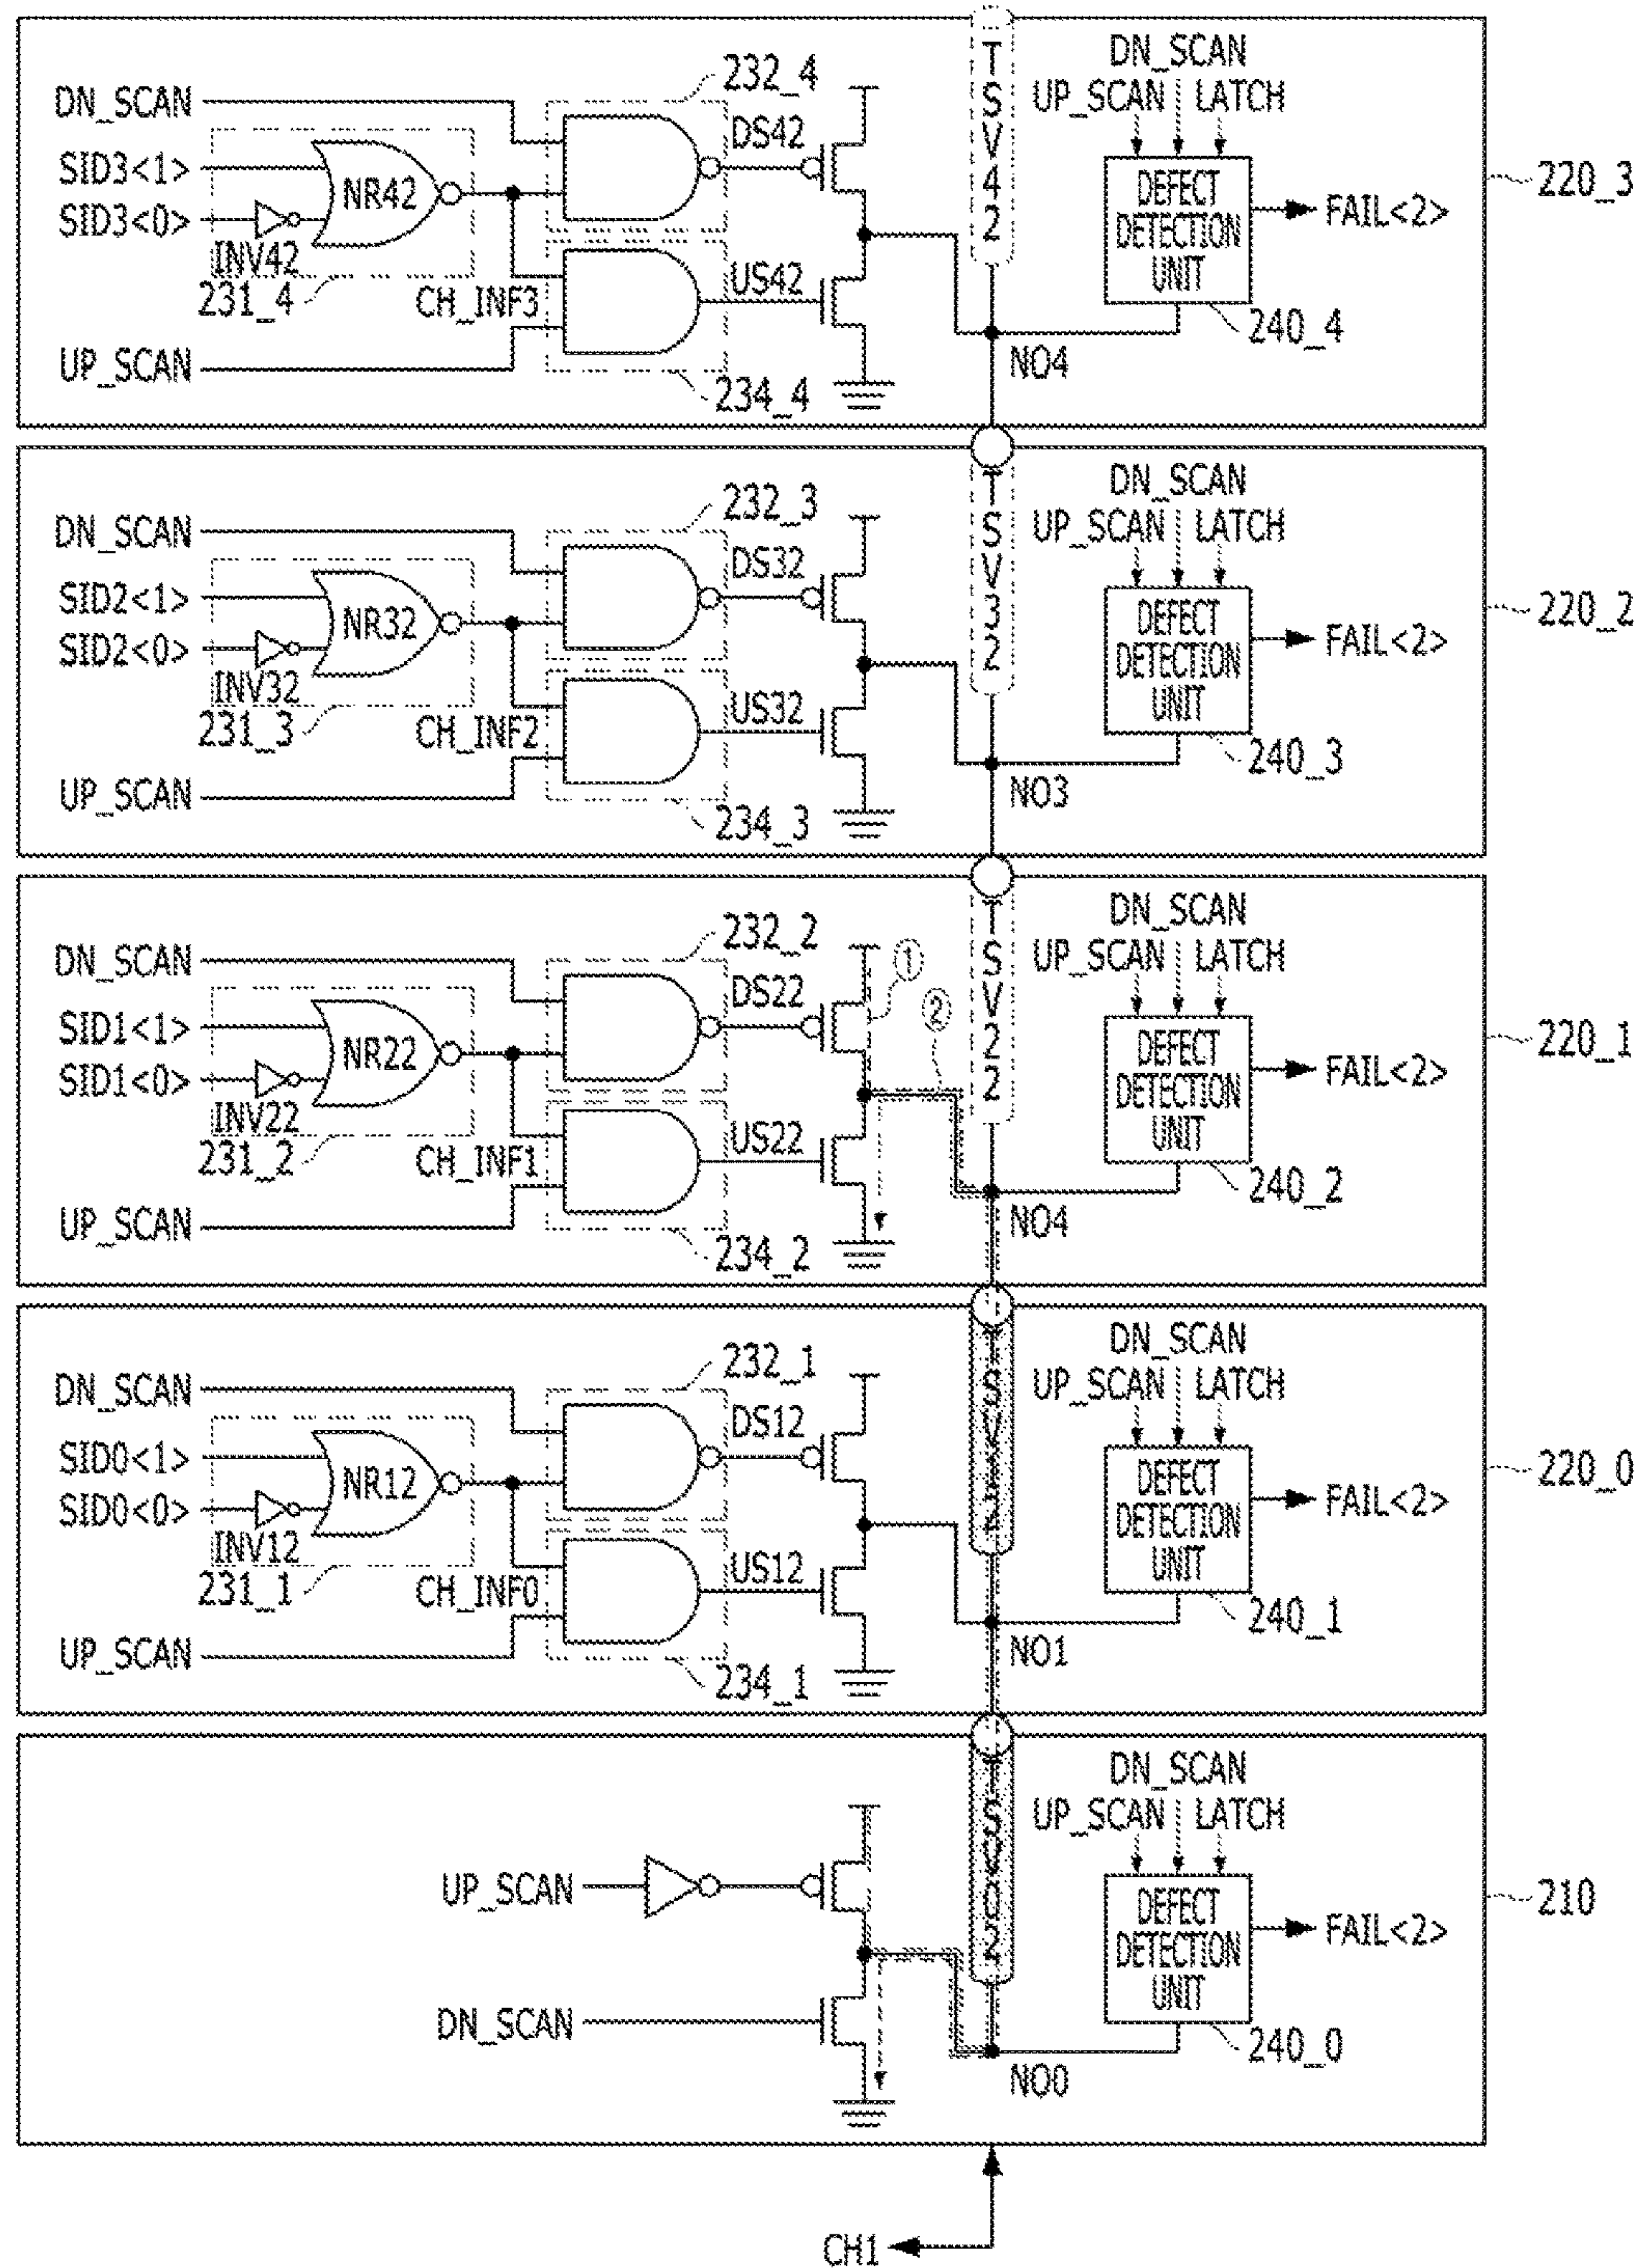 DN_SCAN
SID3<1>
SID3<0>
INV42
231_4
NR42
CH_INF3
UP_SCAN
232_4
DS42
US42
234_4
TSV42
NO4
DN_SCAN
UP_SCAN
LATCH
DEFECT
DETECTION
UNIT
240_4
FAIL<2>
220_3
DN_SCAN
SID2<1>
SID2<0>
INV32
231_3
NR32
CH_INF2
UP_SCAN
232_3
DS32
US32
234_3
TSV32
NO3
DN_SCAN
UP_SCAN
LATCH
DEFECT
DETECTION
UNIT
240_3
FAIL<2>
220_2
DN_SCAN
SID1<1>
SID1<0>
INV22
231_2
NR22
CH_INF1
UP_SCAN
232_2
DS22
US22
234_2
①
②
TSV22
NO4
DN_SCAN
UP_SCAN
LATCH
DEFECT
DETECTION
UNIT
240_2
FAIL<2>
220_1
DN_SCAN
SID0<1>
SID0<0>
INV12
231_1
NR12
CH_INF0
UP_SCAN
232_1
DS12
US12
234_1
NO1
DN_SCAN
UP_SCAN
LATCH
DEFECT
DETECTION
UNIT
240_1
FAIL<2>
220_0
UP_SCAN
DN_SCAN
TSV02
NO0
DN_SCAN
UP_SCAN
LATCH
DEFECT
DETECTION
UNIT
240_0
FAIL<2>
210
CH1